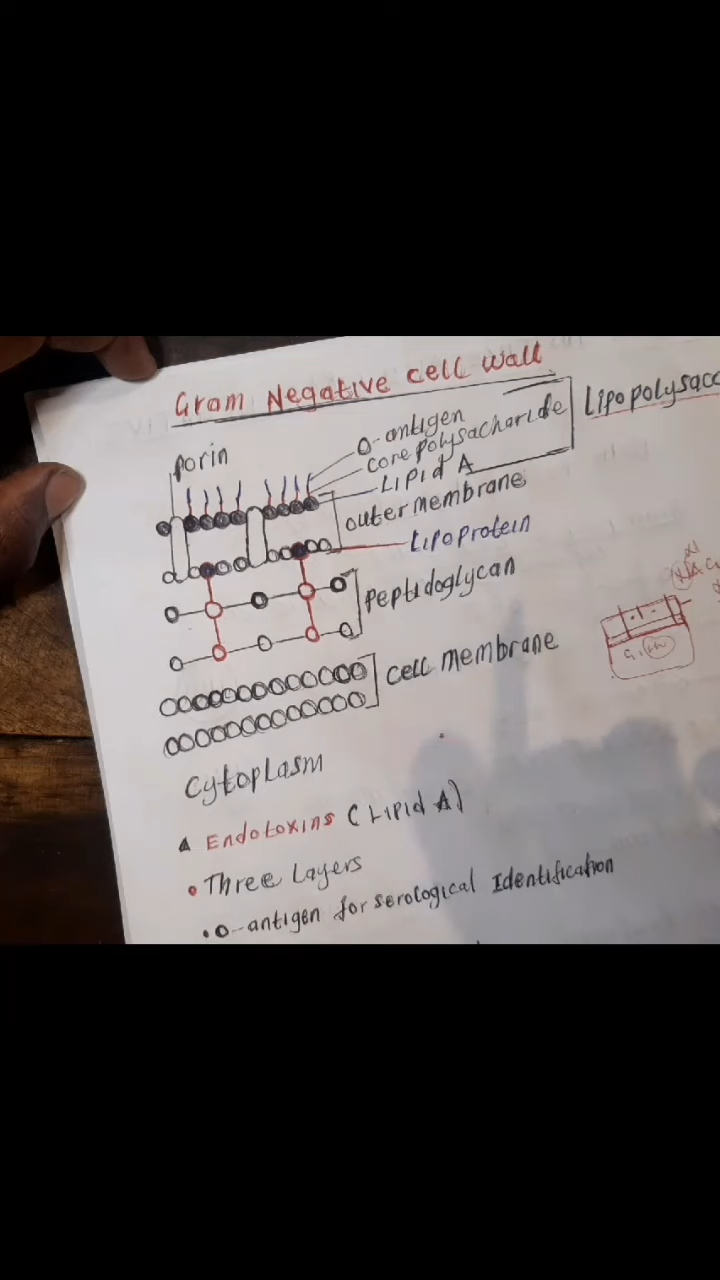 Gram Negative cell wall
Lipopolysacc
porin
O-antigen
core polysacharide
Lipid A
outer membrane
Lipoprotein
peptidoglycan
cell membrane
Cytoplasm
Endotoxins (Lipid A)
Three Layers
O-antigen for serological Identification